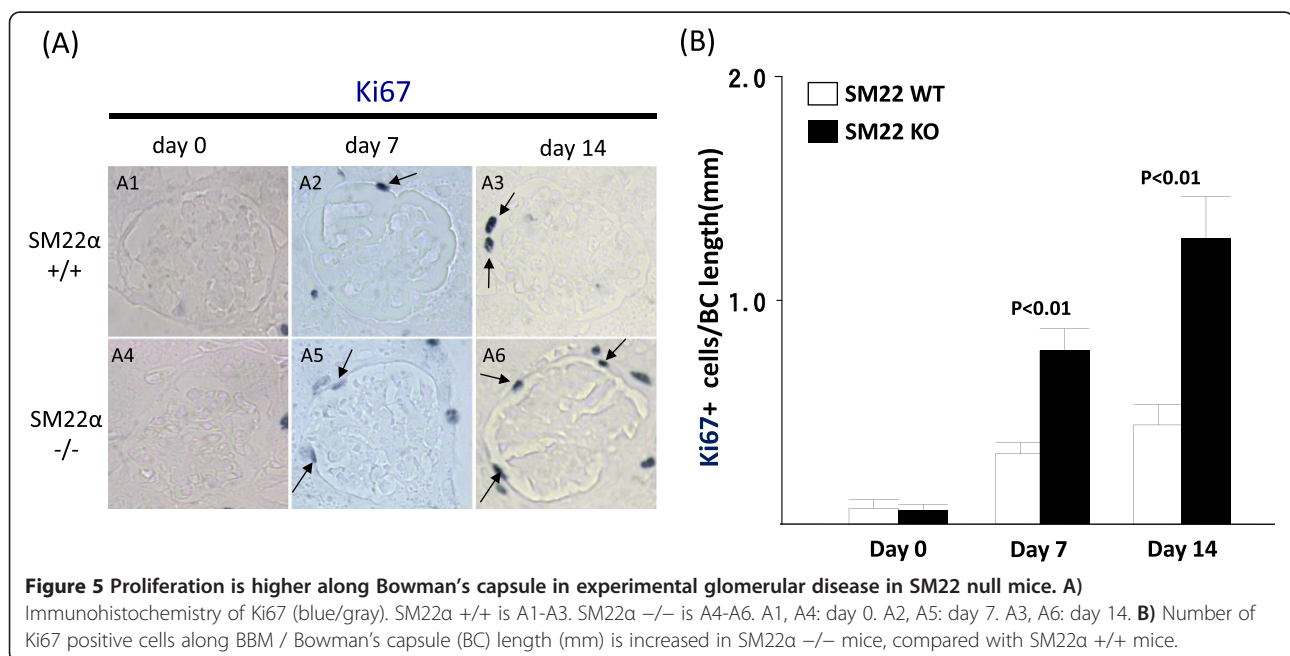 (A)
Ki67
day 0 day 7 day 14
SM22α
+/+
A1 A2 A3
SM22α
-/-
A4 A5 A6
(B)
2.0
1.0
Ki67+ cells/BC length(mm)
SM22 WT
SM22 KO
P<0.01
P<0.01
Day 0 Day 7 Day 14
Figure 5 Proliferation is higher along Bowman's capsule in experimental glomerular disease in SM22 null mice. A)
Immunohistochemistry of Ki67 (blue/gray). SM22α +/+ is A1-A3. SM22α −/− is A4-A6. A1, A4: day 0. A2, A5: day 7. A3, A6: day 14. B) Number of
Ki67 positive cells along BBM / Bowman's capsule (BC) length (mm) is increased in SM22α −/− mice, compared with SM22α +/+ mice.